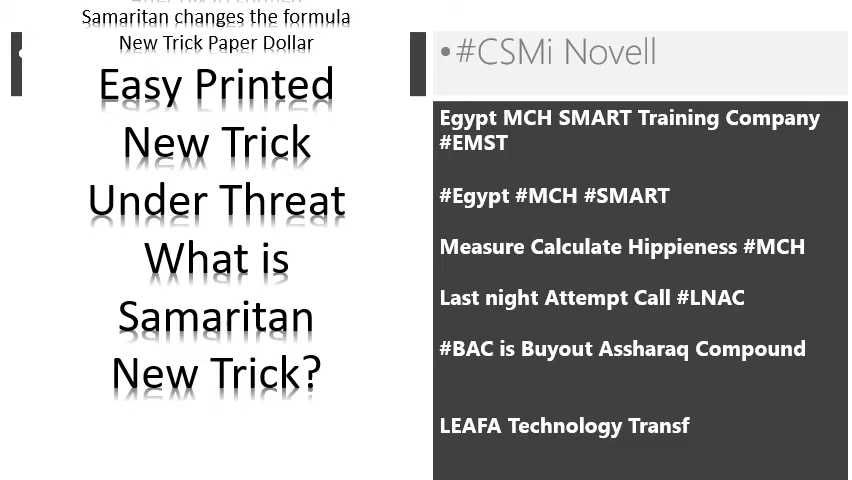 Samaritan changes the formula
New Trick Paper Dollar
Easy Printed
New Trick
Under Threat
What is
Samaritan
New Trick?
• #CSMi Novell
Egypt MCH SMART Training Company
#EMST
#Egypt #MCH #SMART
Measure Calculate Hippieness #MCH
Last night Attempt Call #LNAC
#BAC is Buyout Assharaq Compound
LEAFA Technology Transf